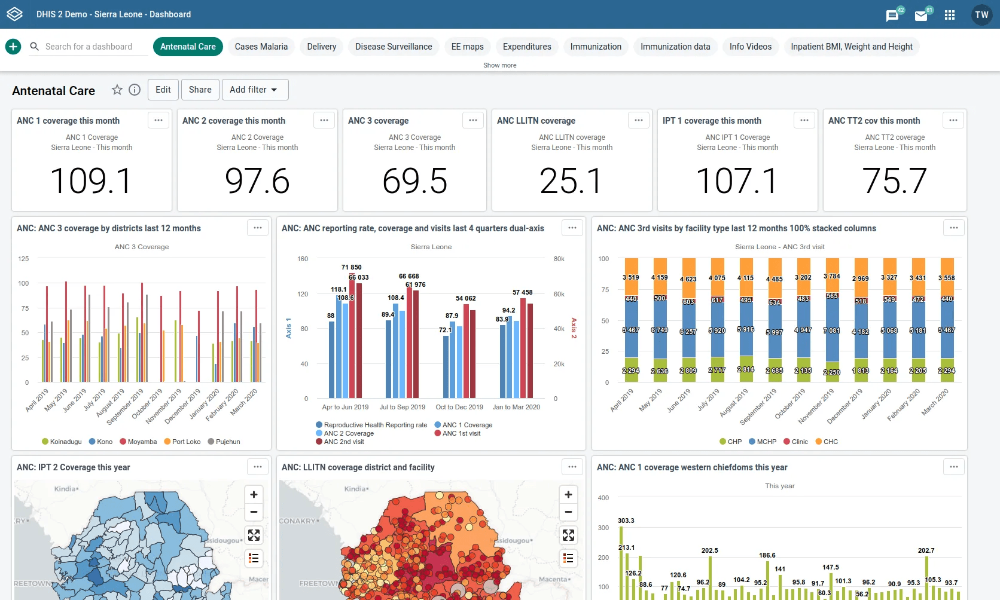 DHIS 2 Demo - Sierra Leone - Dashboard
42
81
TW
Search for a dashboard
Antenatal Care
Cases Malaria
Delivery
Disease Surveillance
EE maps
Expenditures
Immunization
Immunization data
Info Videos
Inpatient BMI, Weight and Height
Show more
Antenatal Care
Edit
Share
Add filter
ANC 1 coverage this month
ANC 1 Coverage
Sierra Leone - This month
109.1
ANC 2 coverage this month
ANC 2 Coverage
Sierra Leone - This month
97.6
ANC 3 coverage
ANC 3 Coverage
Sierra Leone - This month
69.5
ANC LLITN coverage
ANC LLITN coverage
Sierra Leone - This month
25.1
IPT 1 coverage this month
ANC IPT 1 Coverage
Sierra Leone - This month
107.1
ANC TT2 cov this month
ANC TT2 coverage
Sierra Leone - This month
75.7
ANC: ANC 3 coverage by districts last 12 months
ANC 3 Coverage
125
100
75
50
25
0
April 2019
May 2019
June 2019
July 2019
August 2019
September 2019
October 2019
November 2019
December 2019
January 2020
February 2020
March 2020
Koinadugu Kono Moyamba Port Loko Pujehun
ANC: ANC reporting rate, coverage and visits last 4 quarters dual-axis
Sierra Leone
Axis 1
160
120
80
40
0
88 118.1 108.6 71 850 66 033
89.4 108.4 66 668 61 976
72.1 87.9 54 062
83.9 94.2 57 458
80k
60k
40k
20k
0
Axis 2
Apr to Jun 2019 Jul to Sep 2019 Oct to Dec 2019 Jan to Mar 2020
Reproductive Health Reporting rate ANC 1 Coverage
ANC 2 Coverage ANC 1st visit
ANC 2nd visit
ANC: ANC 3rd visits by facility type last 12 months 100% stacked columns
Sierra Leone - ANC 3rd visit
100
75
50
25
0
3 519 4 159 4 623 4 075 4 115 4 485 3 202 3 784 2 969 3 327 3 431 3 558
440 500 603 617 495 634 483 565 518 549 472 440
5 467 6 749 6 257 5 920 5 916 5 997 4 947 7 081 4 182 5 068 5 181 5 467
2 294 2 636 2 809 2 717 2 814 2 685 2 135 2 250 1 813 2 164 2 205 2 294
April 2019
May 2019
June 2019
July 2019
August 2019
September 2019
October 2019
November 2019
December 2019
January 2020
February 2020
March 2020
CHP MCHP Clinic CHC
ANC: IPT 2 Coverage this year
Kindia
KRY
ssidougou
REETOWN
Macer
ANC: LLITN coverage district and facility
Kindia
CONAKRY
ssidougou
FREETOWN
Macenta
ANC: ANC 1 coverage western chiefdoms this year
This year
400
300
200
100
303.3
213.1
126.2
88.6
77
120.6
74.7
96.2
202.5
89
104.2
95.2
186.6
141
95.8
91.7
60.3
147.5
101.3
56.2
96.2
90.9
95.3
202.7
105.3
93.7